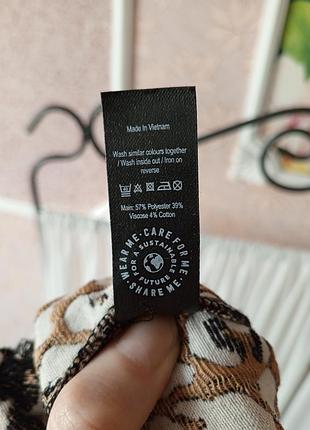 Made In Vietnam
Wash similar colours together
/ Wash inside out / Iron on
reverse
Main: 57% Polyester 39%
Viscose 4% Cotton
WEAR ME · CARE FOR ME · SHARE ME ·
FOR A SUSTAINABLE FUTURE